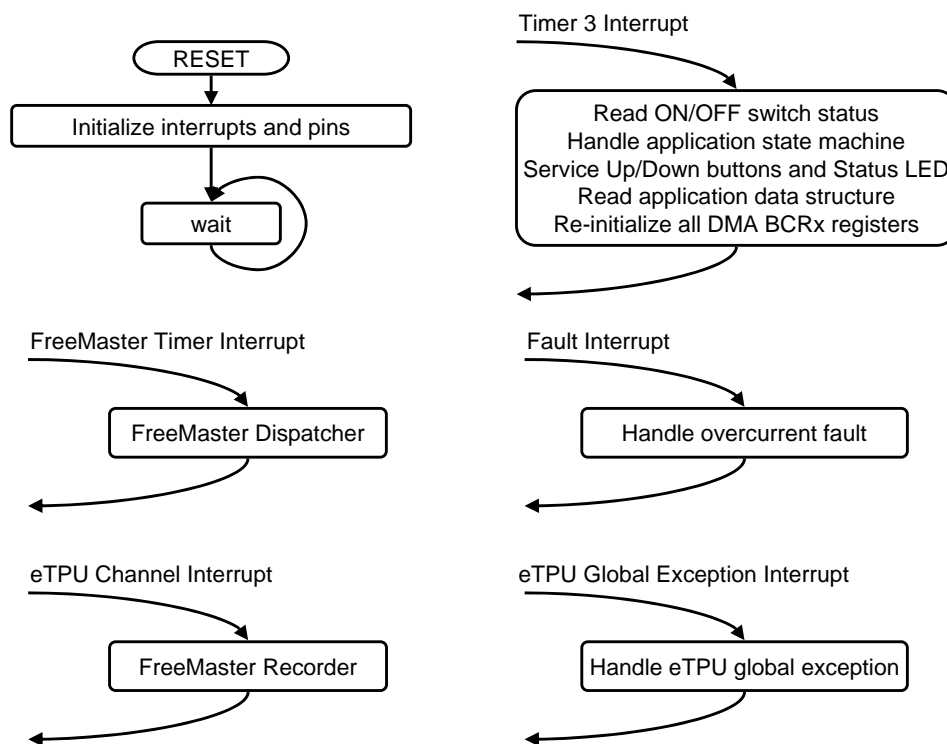 RESET
Initialize interrupts and pins
wait
Timer 3 Interrupt
Read ON/OFF switch status
Handle application state machine
Service Up/Down buttons and Status LED
Read application data structure
Re-initialize all DMA BCRx registers
FreeMaster Timer Interrupt
FreeMaster Dispatcher
Fault Interrupt
Handle overcurrent fault
eTPU Channel Interrupt
FreeMaster Recorder
eTPU Global Exception Interrupt
Handle eTPU global exception